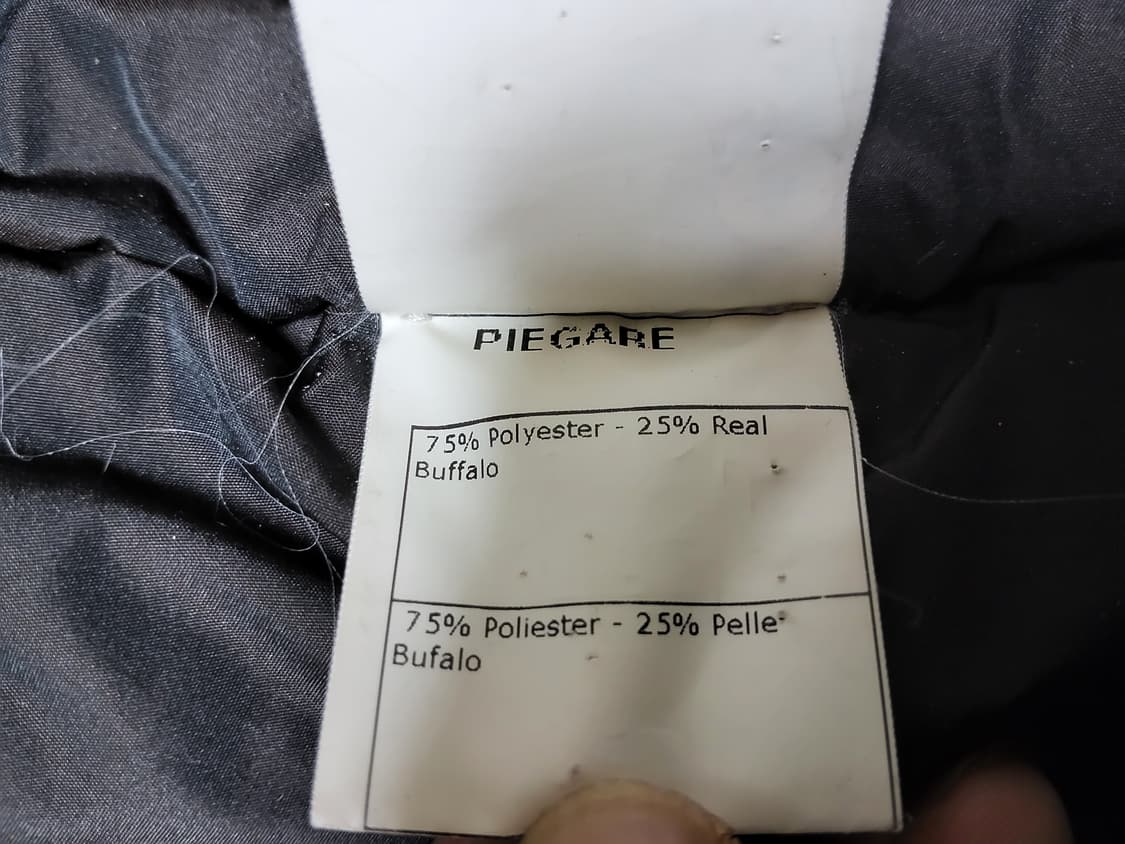 PIEGARE
75% Polyester - 25% Real
Buffalo
75% Poliester - 25% Pelle
Bufalo